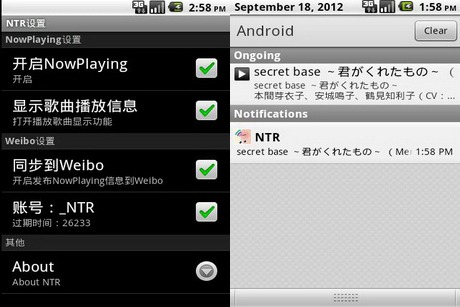 3G
2:58 PM
NTR设置
NowPlaying设置
开启NowPlaying
开启
显示歌曲播放信息
打开播放歌曲显示功能
Weibo设置
同步到Weibo
开启发布NowPlaying信息到Weibo
账号：_NTR
过期时间：26233
其他
About
About NTR
September 18, 2012
3G
1:58 PM
Android
Clear
Ongoing
secret base ~ 君がくれたもの ~ （
secret base ~ 君がくれたもの ~
本間芽衣子、安城鳴子、鶴見知利子（CV：...
Notifications
NTR
secret base ~ 君がくれたもの ~ （Me 1:58 PM